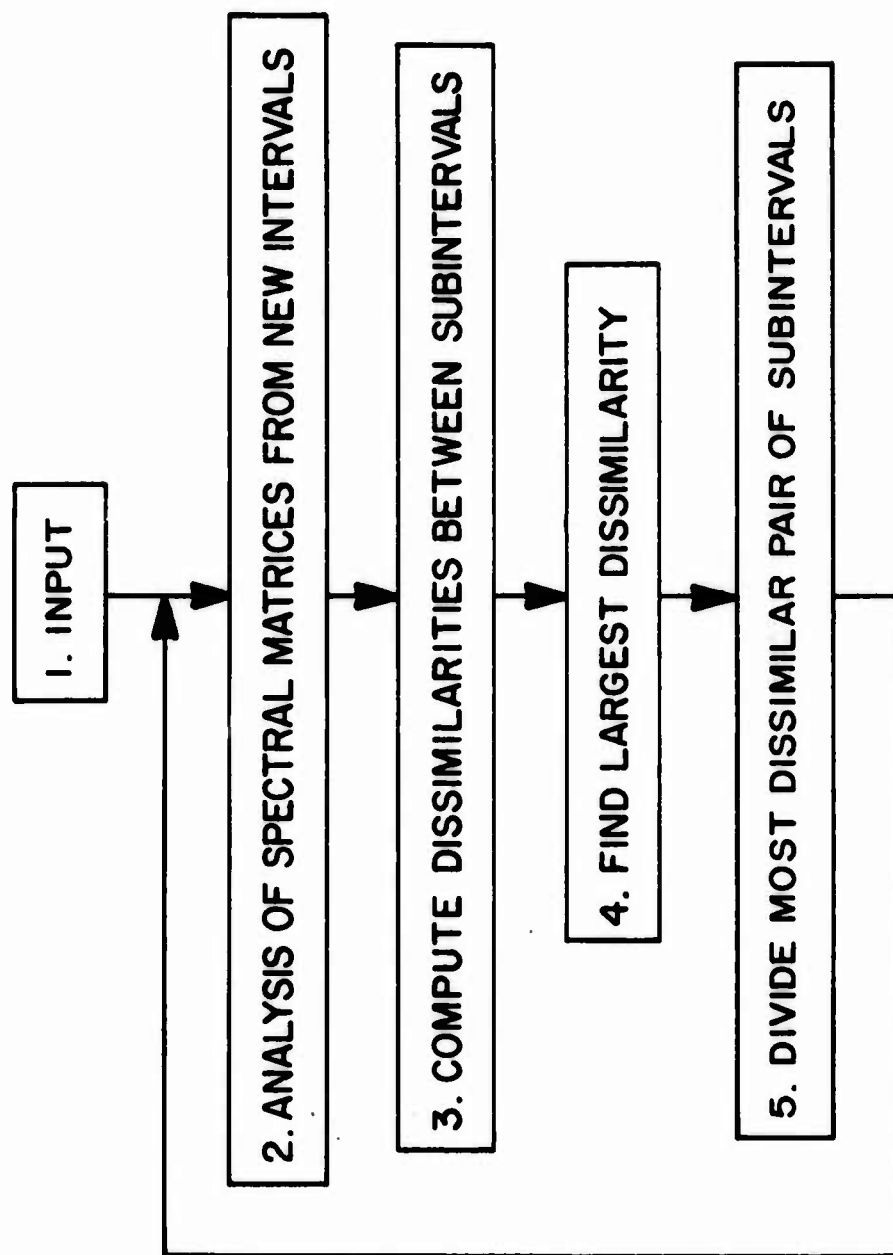 1. INPUT
2. ANALYSIS OF SPECTRAL MATRICES FROM NEW INTERVALS
3. COMPUTE DISSIMILARITIES BETWEEN SUBINTERVALS
4. FIND LARGEST DISSIMILARITY
5. DIVIDE MOST DISSIMILAR PAIR OF SUBINTERVALS